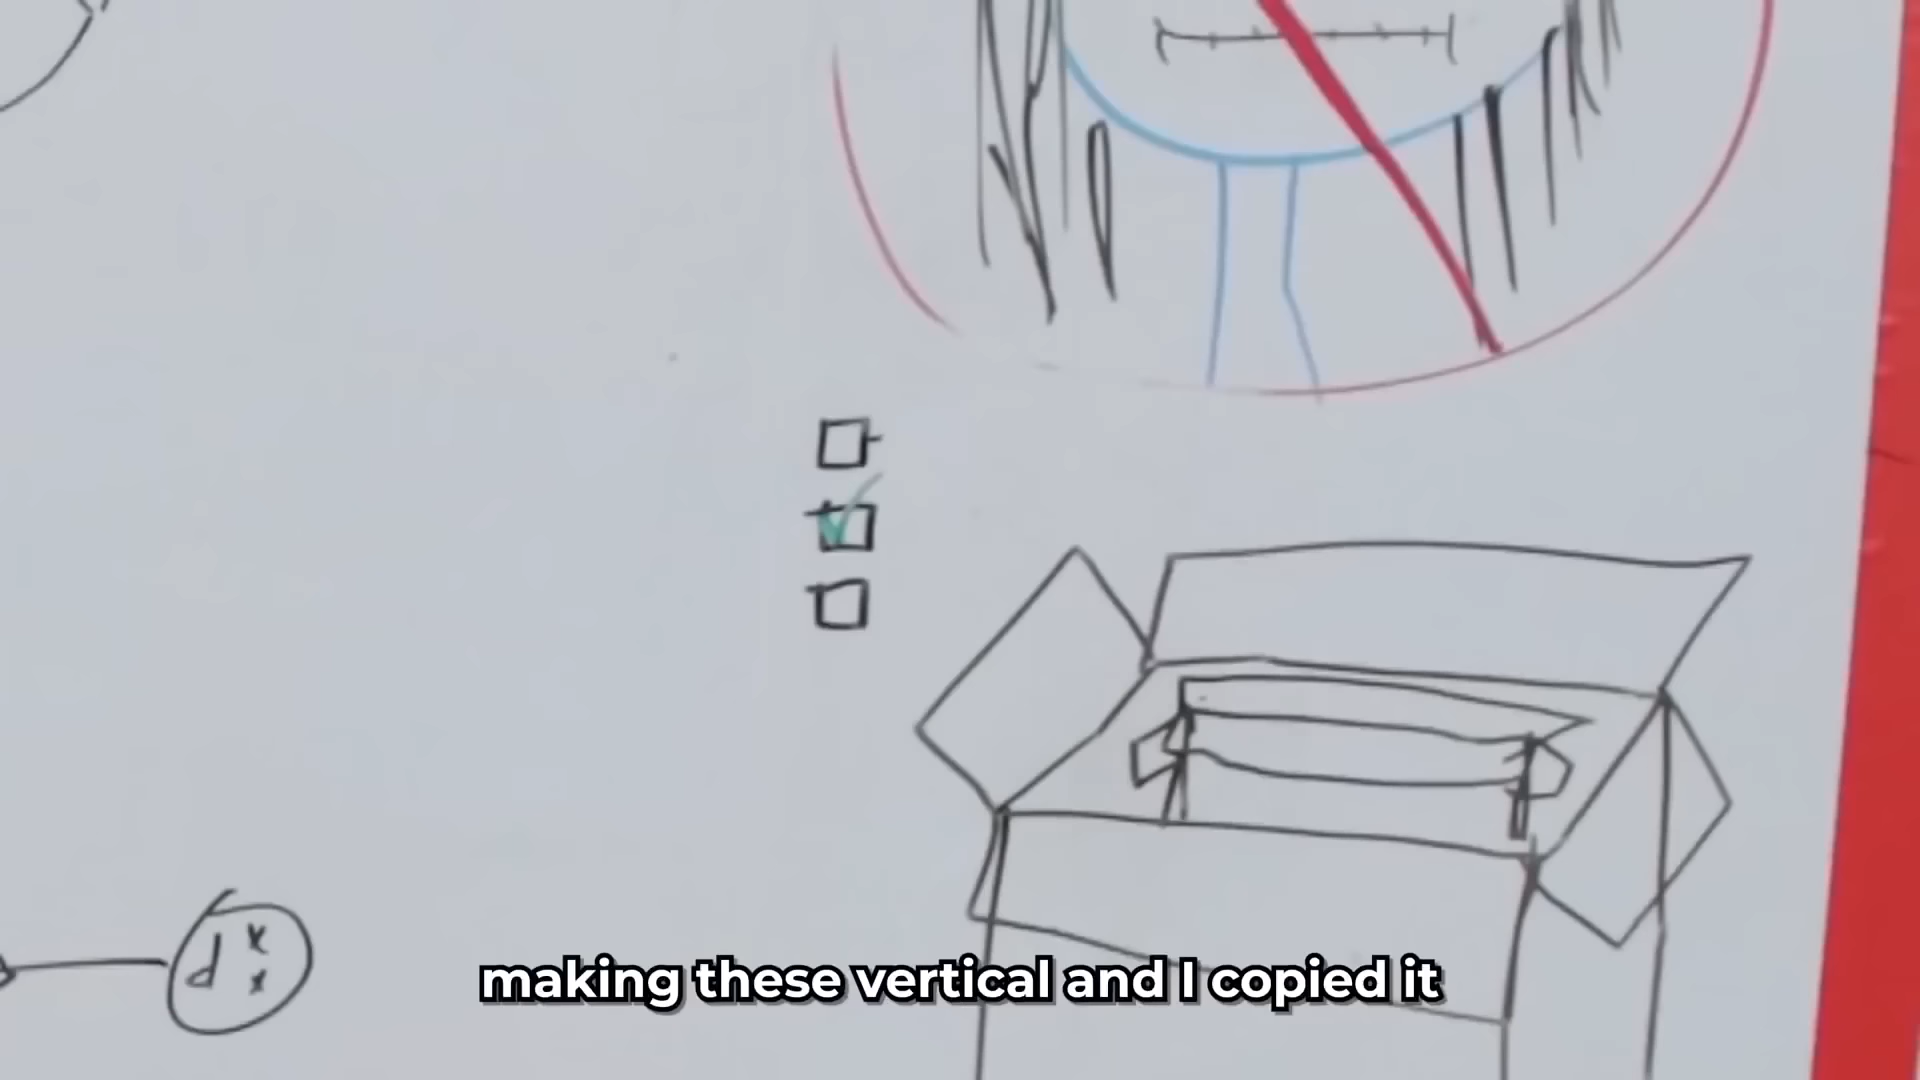 d x
x
making these vertical and I copied it